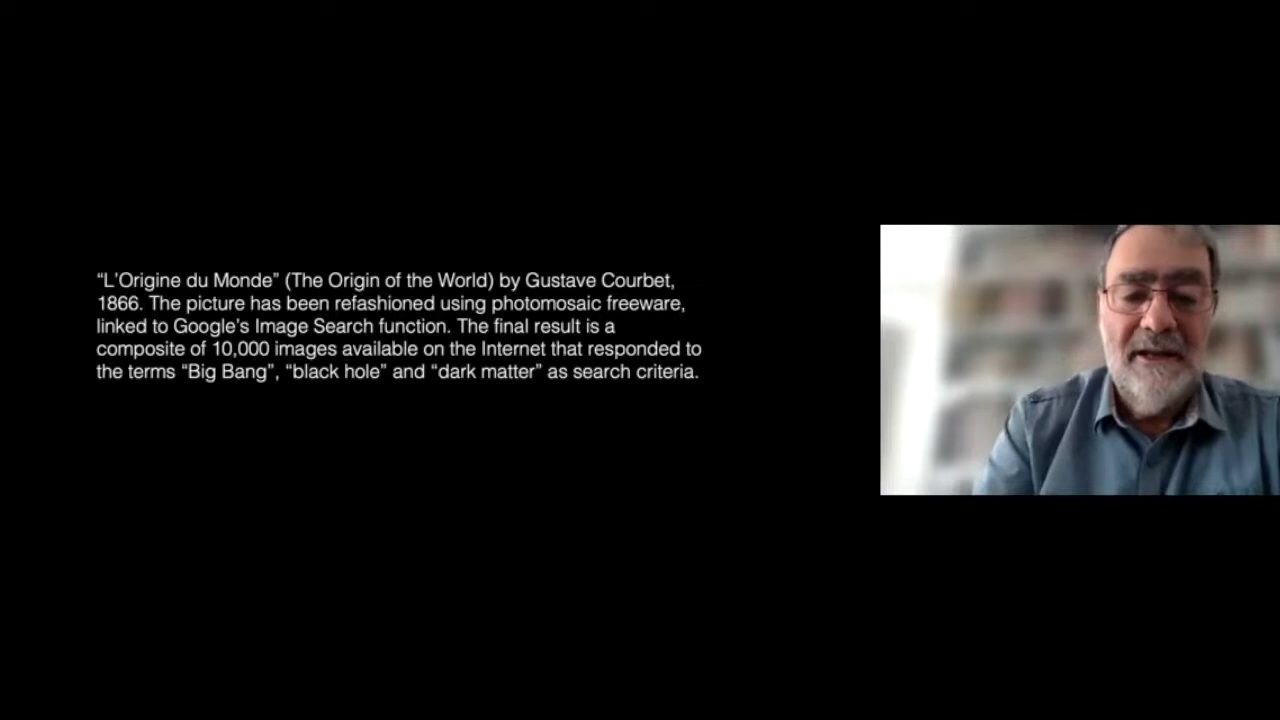 “L’Origine du Monde” (The Origin of the World) by Gustave Courbet,
1866. The picture has been refashioned using photomosaic freeware,
linked to Google’s Image Search function. The final result is a
composite of 10,000 images available on the Internet that responded to
the terms “Big Bang”, “black hole” and “dark matter” as search criteria.